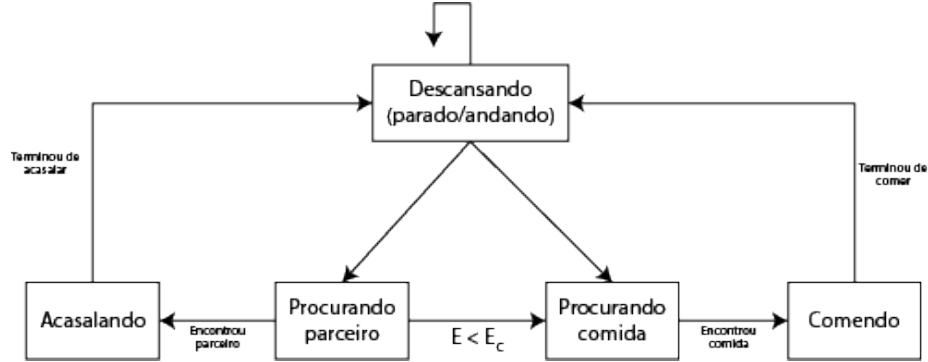 Descansando
(parado/andando)
Terminou de
acasalar
Terminou de
comer
Acasalando
Encontrou
parceiro
Procurando
parceiro
E < Ec
Procurando
comida
Encontrou
comida
Comendo